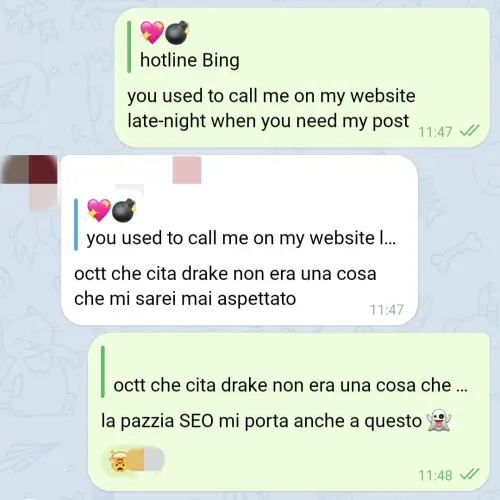 💖💣
hotline Bing
you used to call me on my website
late-night when you need my post
11:47
💖💣
you used to call me on my website l...
octt che cita drake non era una cosa
che mi sarei mai aspettato
11:47
octt che cita drake non era una cosa che ...
la pazzia SEO mi porta anche a questo 👻
🤯
11:48